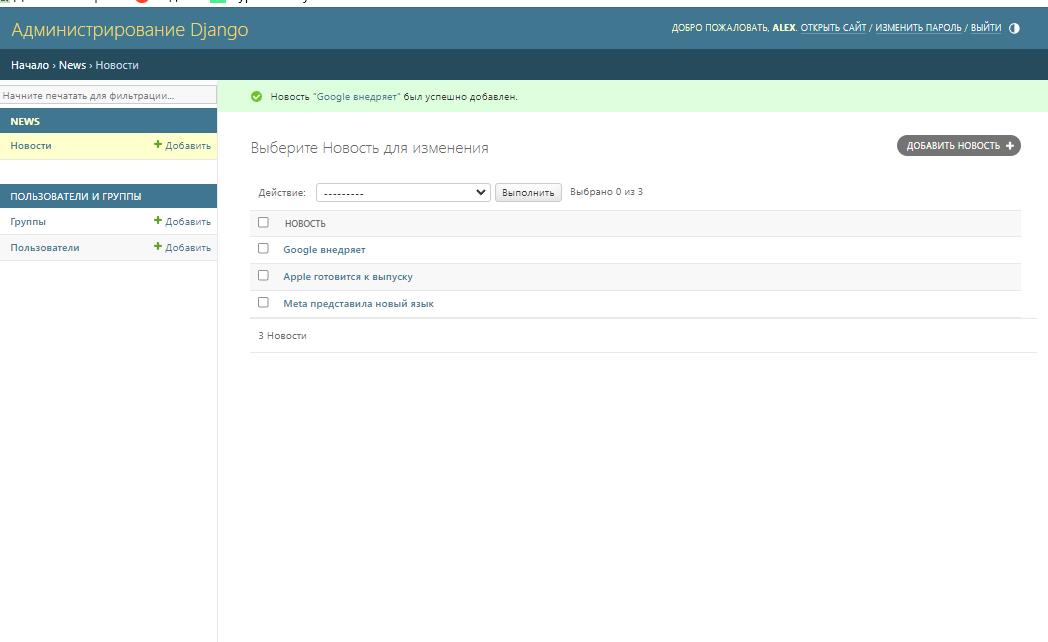 Администрирование Django
ДОБРО ПОЖАЛОВАТЬ, ALEX. ОТКРЫТЬ САЙТ / ИЗМЕНИТЬ ПАРОЛЬ / ВЫЙТИ
Начало › News › Новости
Начните печатать для фильтрации...
NEWS
Новости
Добавить
ПОЛЬЗОВАТЕЛИ И ГРУППЫ
Группы
Добавить
Пользователи
Добавить
Новость "Google внедряет" был успешно добавлен.
Выберите Новость для изменения
ДОБАВИТЬ НОВОСТЬ +
Действие: --------- Выполнить Выбрано 0 из 3
НОВОСТЬ
Google внедряет
Apple готовится к выпуску
Meta представила новый язык
3 Новости